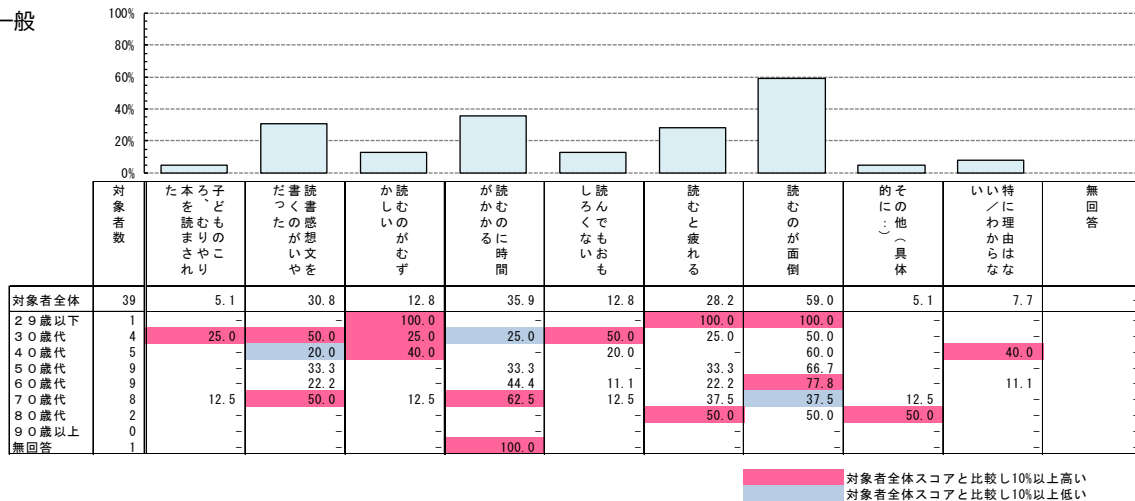 一般
100%
80%
60%
40%
20%
0%
対象者数
子どものこ
ろ、むりやり
本を読まされ
た
読書感想文を
書くのがいや
だった
読むのがむず
かしい
読むのに時間
がかかる
読んでもおも
しろくない
読むと疲れる
読むのが面倒
その他（具体
的に：）
特に理由はな
い／わからな
い
無回答
対象者全体 39 5.1 30.8 12.8 35.9 12.8 28.2 59.0 5.1 7.7 -
２９歳以下 1 - - 100.0 - - 100.0 100.0 - - -
３０歳代 4 25.0 50.0 25.0 25.0 50.0 25.0 50.0 - - -
４０歳代 5 - 20.0 40.0 - 20.0 - 60.0 - 40.0 -
５０歳代 9 - 33.3 - 33.3 - 33.3 66.7 - - -
６０歳代 9 - 22.2 - 44.4 11.1 22.2 77.8 - 11.1 -
７０歳代 8 12.5 50.0 12.5 62.5 12.5 37.5 37.5 12.5 - -
８０歳代 2 - - - - - 50.0 50.0 50.0 - -
９０歳以上 0 - - - - - - - - - -
無回答 1 - - - 100.0 - - - - - -
対象者全体スコアと比較し10%以上高い
対象者全体スコアと比較し10%以上低い